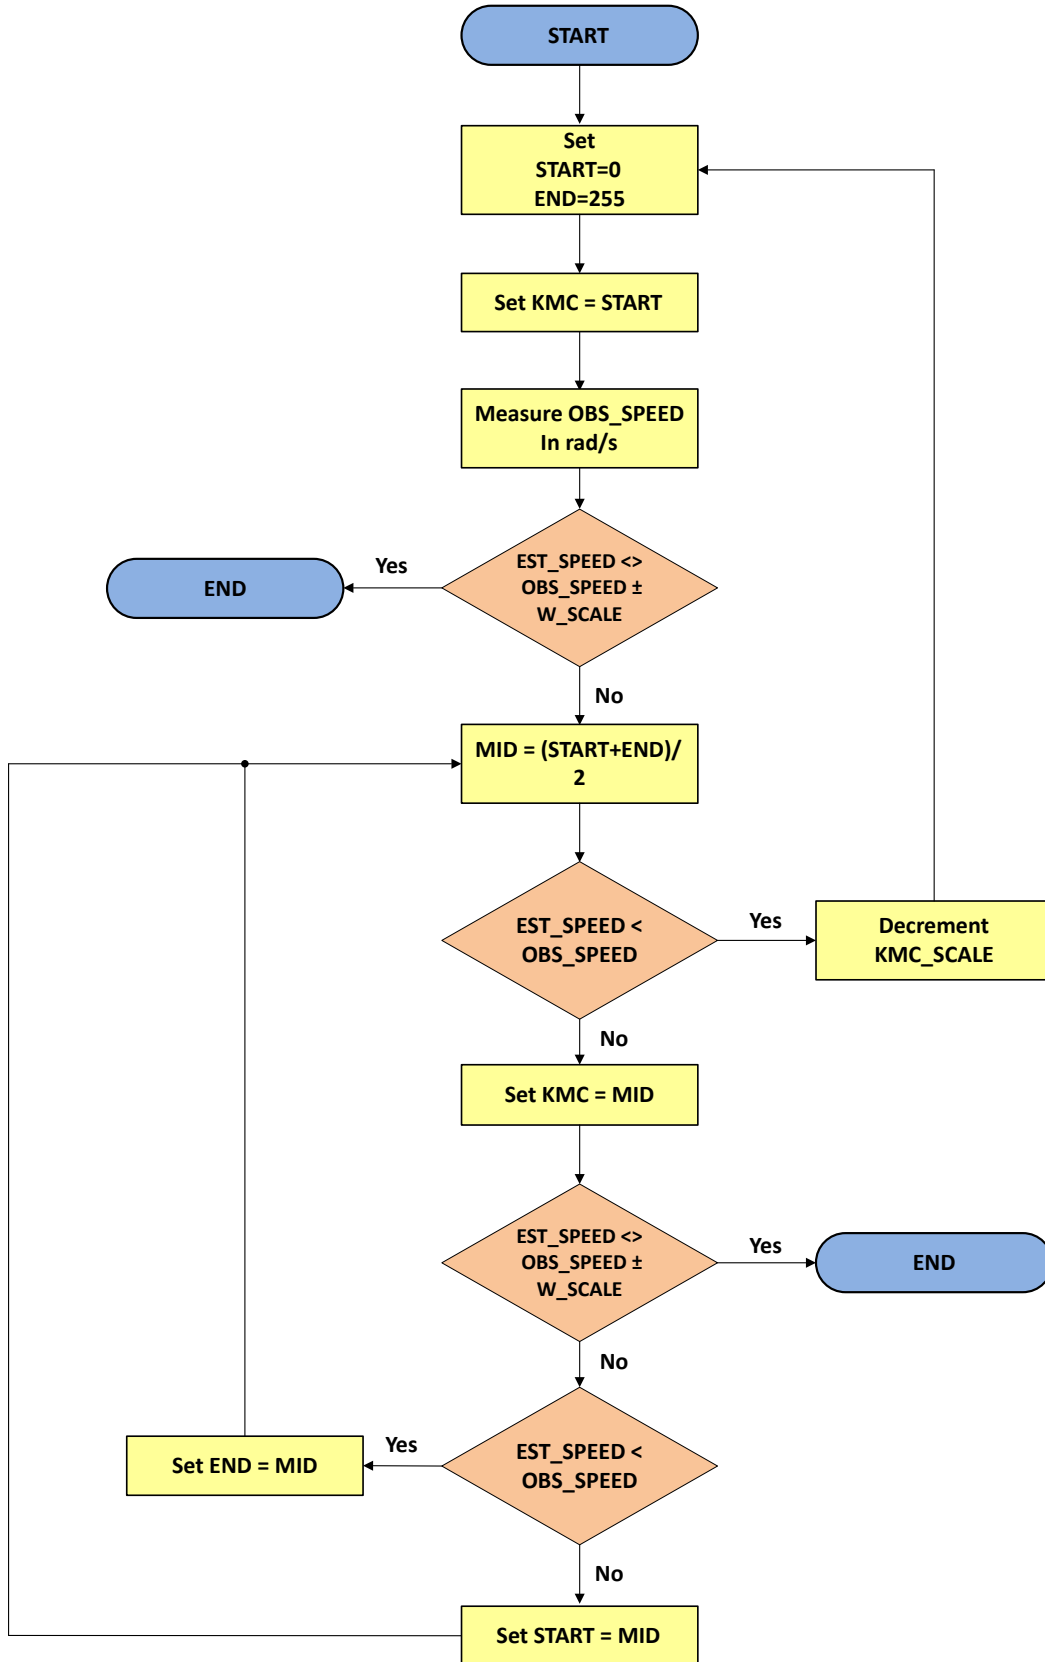 START
Set
START=0
END=255
Set KMC = START
Measure OBS_SPEED
In rad/s
EST_SPEED <>
OBS_SPEED ±
W_SCALE
Yes
END
No
MID = (START+END)/
2
EST_SPEED <
OBS_SPEED
Yes
Decrement
KMC_SCALE
No
Set KMC = MID
EST_SPEED <>
OBS_SPEED ±
W_SCALE
Yes
END
No
EST_SPEED <
OBS_SPEED
Yes
Set END = MID
No
Set START = MID